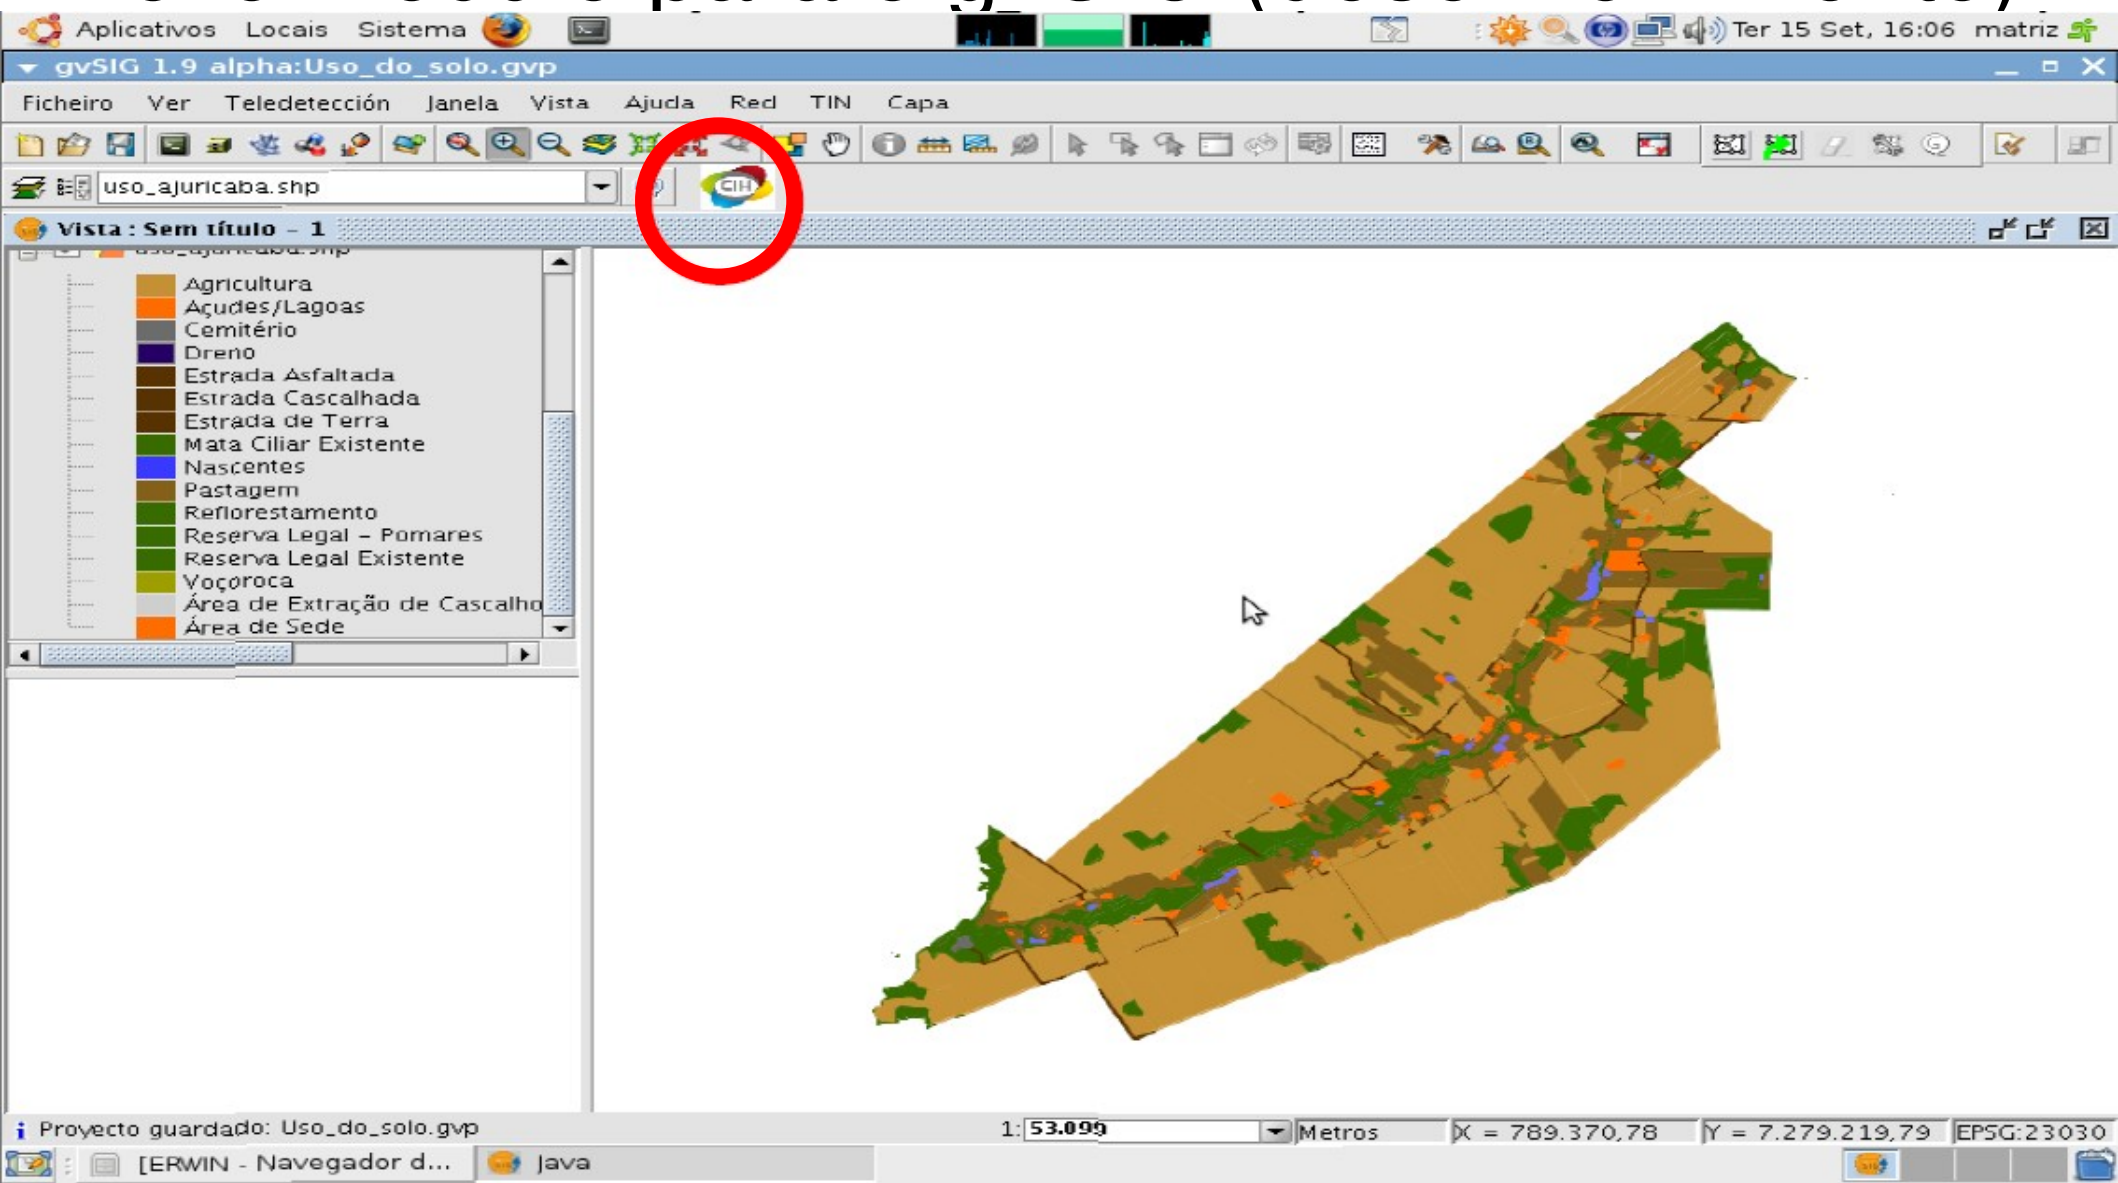 Aplicativos Locais Sistema Ter 15 Set, 16:06 matriz
gvSIG 1.9 alpha:Uso_do_solo.gvp
Ficheiro Ver Teledetección Janela Vista Ajuda Red TIN Capa
uso_ajuricaba.shp CIH
Vista : Sem título - 1
uso_ajuricaba.shp
Agricultura
Açudes/Lagoas
Cemitério
Dreno
Estrada Asfaltada
Estrada Cascalhada
Estrada de Terra
Mata Ciliar Existente
Nascentes
Pastagem
Reflorestamento
Reserva Legal - Pomares
Reserva Legal Existente
Voçoroca
Área de Extração de Cascalho
Área de Sede
Proyecto guardado: Uso_do_solo.gvp 1: 53.099 Metros X = 789.370,78 Y = 7.279.219,79 EPSG:23030
[ERWIN - Navegador d... Java